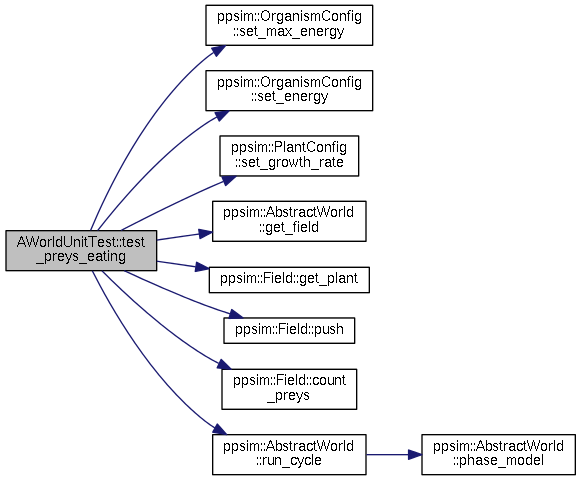 ppsim::OrganismConfig
::set_max_energy
ppsim::OrganismConfig
::set_energy
ppsim::PlantConfig
::set_growth_rate
ppsim::AbstractWorld
::get_field
AWorldUnitTest::test
_preys_eating
ppsim::Field::get_plant
ppsim::Field::push
ppsim::Field::count
_preys
ppsim::AbstractWorld
::run_cycle
ppsim::AbstractWorld
::phase_model